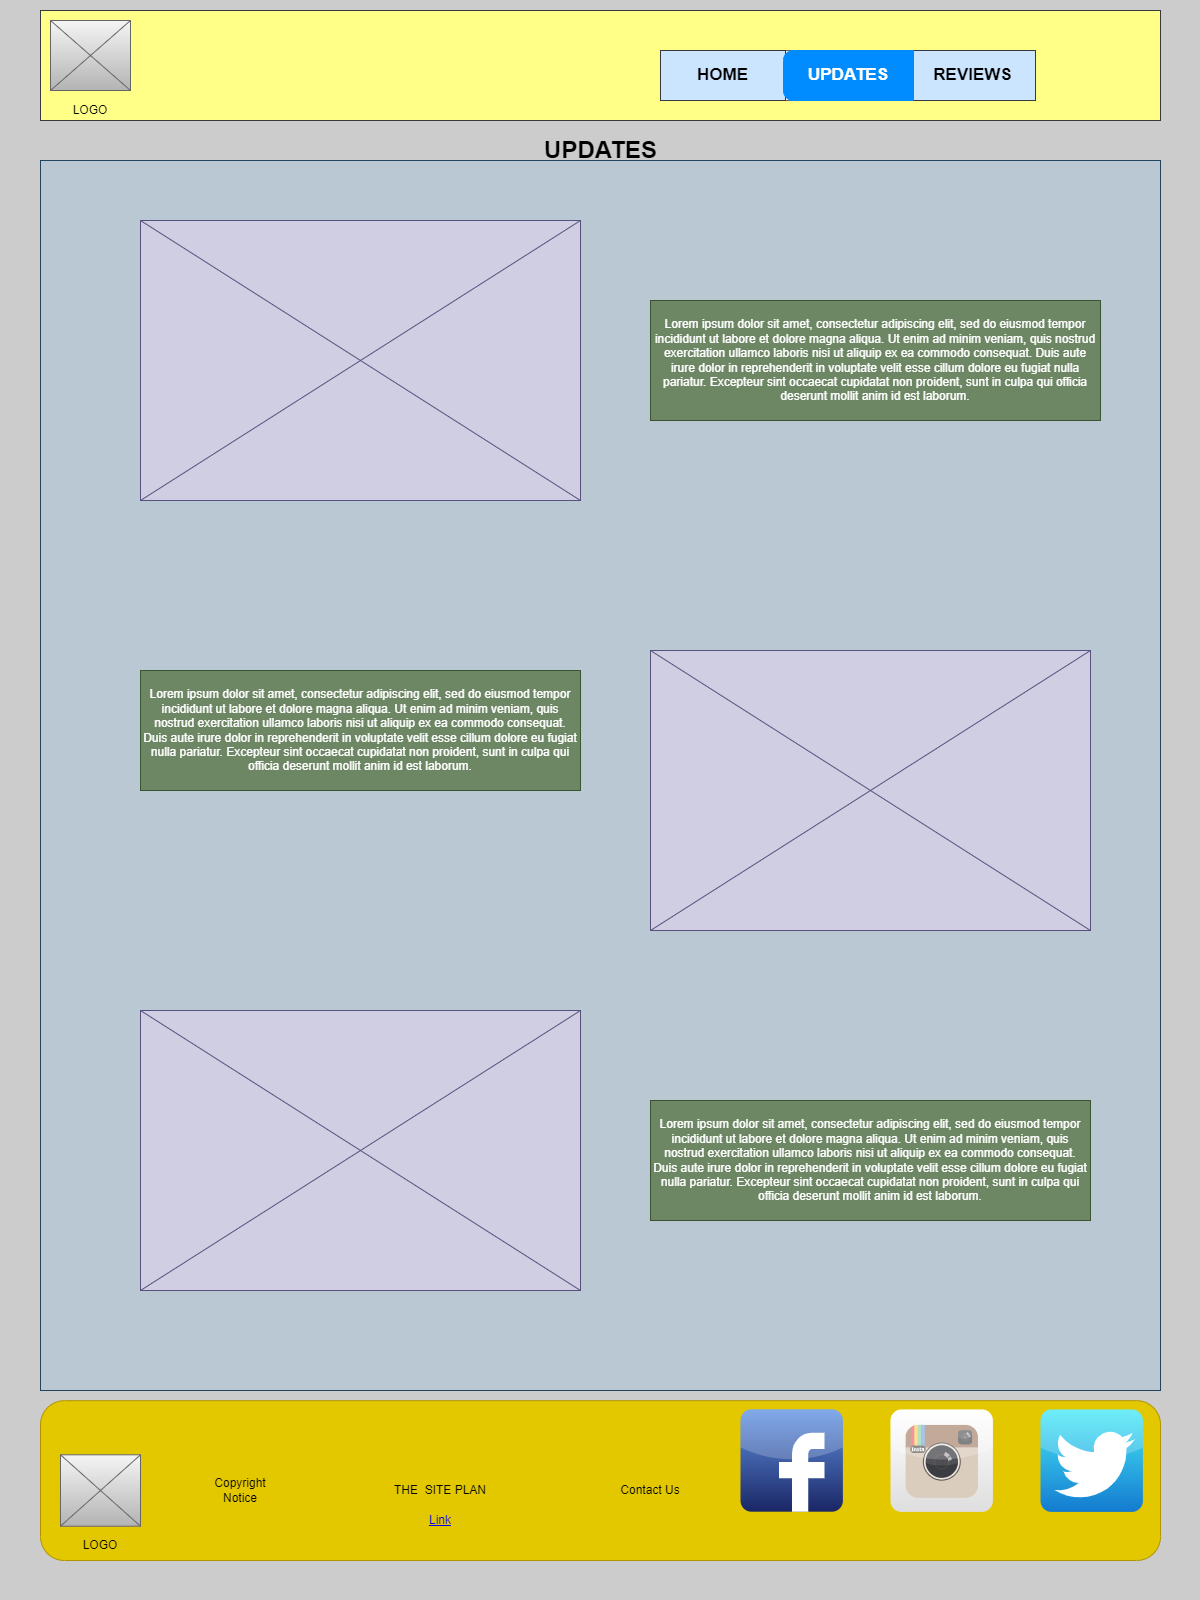 LOGO
HOME
UPDATES
REVIEWS
UPDATES
Lorem ipsum dolor sit amet, consectetur adipiscing elit, sed do eiusmod tempor
incididunt ut labore et dolore magna aliqua. Ut enim ad minim veniam, quis nostrud
exercitation ullamco laboris nisi ut aliquip ex ea commodo consequat. Duis aute
irure dolor in reprehenderit in voluptate velit esse cillum dolore eu fugiat nulla
pariatur. Excepteur sint occaecat cupidatat non proident, sunt in culpa qui officia
deserunt mollit anim id est laborum.
Lorem ipsum dolor sit amet, consectetur adipiscing elit, sed do eiusmod tempor
incididunt ut labore et dolore magna aliqua. Ut enim ad minim veniam, quis
nostrud exercitation ullamco laboris nisi ut aliquip ex ea commodo consequat.
Duis aute irure dolor in reprehenderit in voluptate velit esse cillum dolore eu fugiat
nulla pariatur. Excepteur sint occaecat cupidatat non proident, sunt in culpa qui
officia deserunt mollit anim id est laborum.
Lorem ipsum dolor sit amet, consectetur adipiscing elit, sed do eiusmod tempor
incididunt ut labore et dolore magna aliqua. Ut enim ad minim veniam, quis
nostrud exercitation ullamco laboris nisi ut aliquip ex ea commodo consequat.
Duis aute irure dolor in reprehenderit in voluptate velit esse cillum dolore eu fugiat
nulla pariatur. Excepteur sint occaecat cupidatat non proident, sunt in culpa qui
officia deserunt mollit anim id est laborum.
LOGO
Copyright
Notice
THE  SITE PLAN
Link
Contact Us
f
Insta